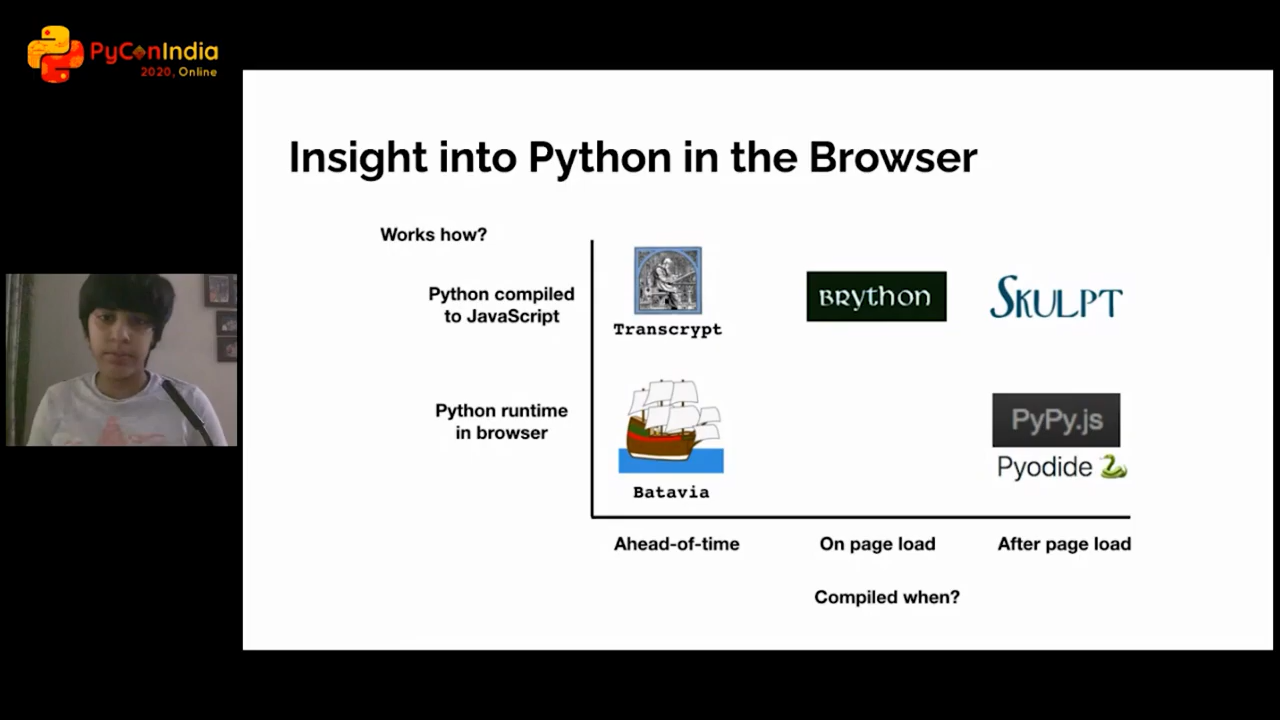 PyConIndia
2020, Online
Insight into Python in the Browser
Works how?
Python compiled
to JavaScript
Transcrypt
BRython
SKULPT
Python runtime
in browser
Batavia
PyPy.js
Pyodide
Ahead-of-time
On page load
After page load
Compiled when?